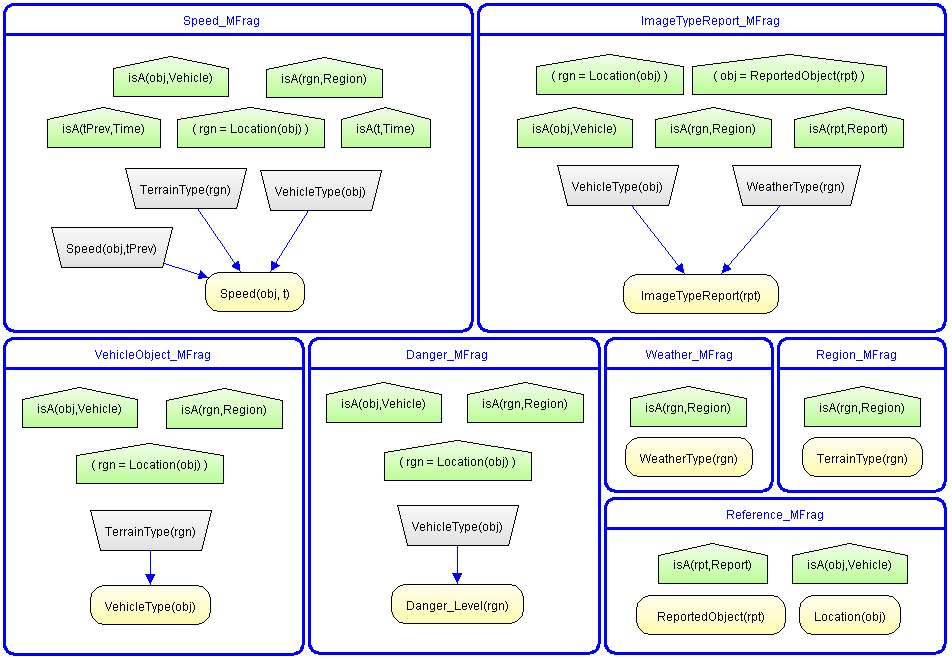 Speed_MFrag
isA(obj,Vehicle)
isA(rgn,Region)
isA(tPrev,Time)
( rgn = Location(obj) )
isA(t,Time)
TerrainType(rgn)
VehicleType(obj)
Speed(obj,tPrev)
Speed(obj, t)
ImageTypeReport_MFrag
( rgn = Location(obj) )
( obj = ReportedObject(rpt) )
isA(obj,Vehicle)
isA(rgn,Region)
isA(rpt,Report)
VehicleType(obj)
WeatherType(rgn)
ImageTypeReport(rpt)
VehicleObject_MFrag
isA(obj,Vehicle)
isA(rgn,Region)
( rgn = Location(obj) )
TerrainType(rgn)
VehicleType(obj)
Danger_MFrag
isA(obj,Vehicle)
isA(rgn,Region)
( rgn = Location(obj) )
VehicleType(obj)
Danger_Level(rgn)
Weather_MFrag
isA(rgn,Region)
WeatherType(rgn)
Region_MFrag
isA(rgn,Region)
TerrainType(rgn)
Reference_MFrag
isA(rpt,Report)
isA(obj,Vehicle)
ReportedObject(rpt)
Location(obj)